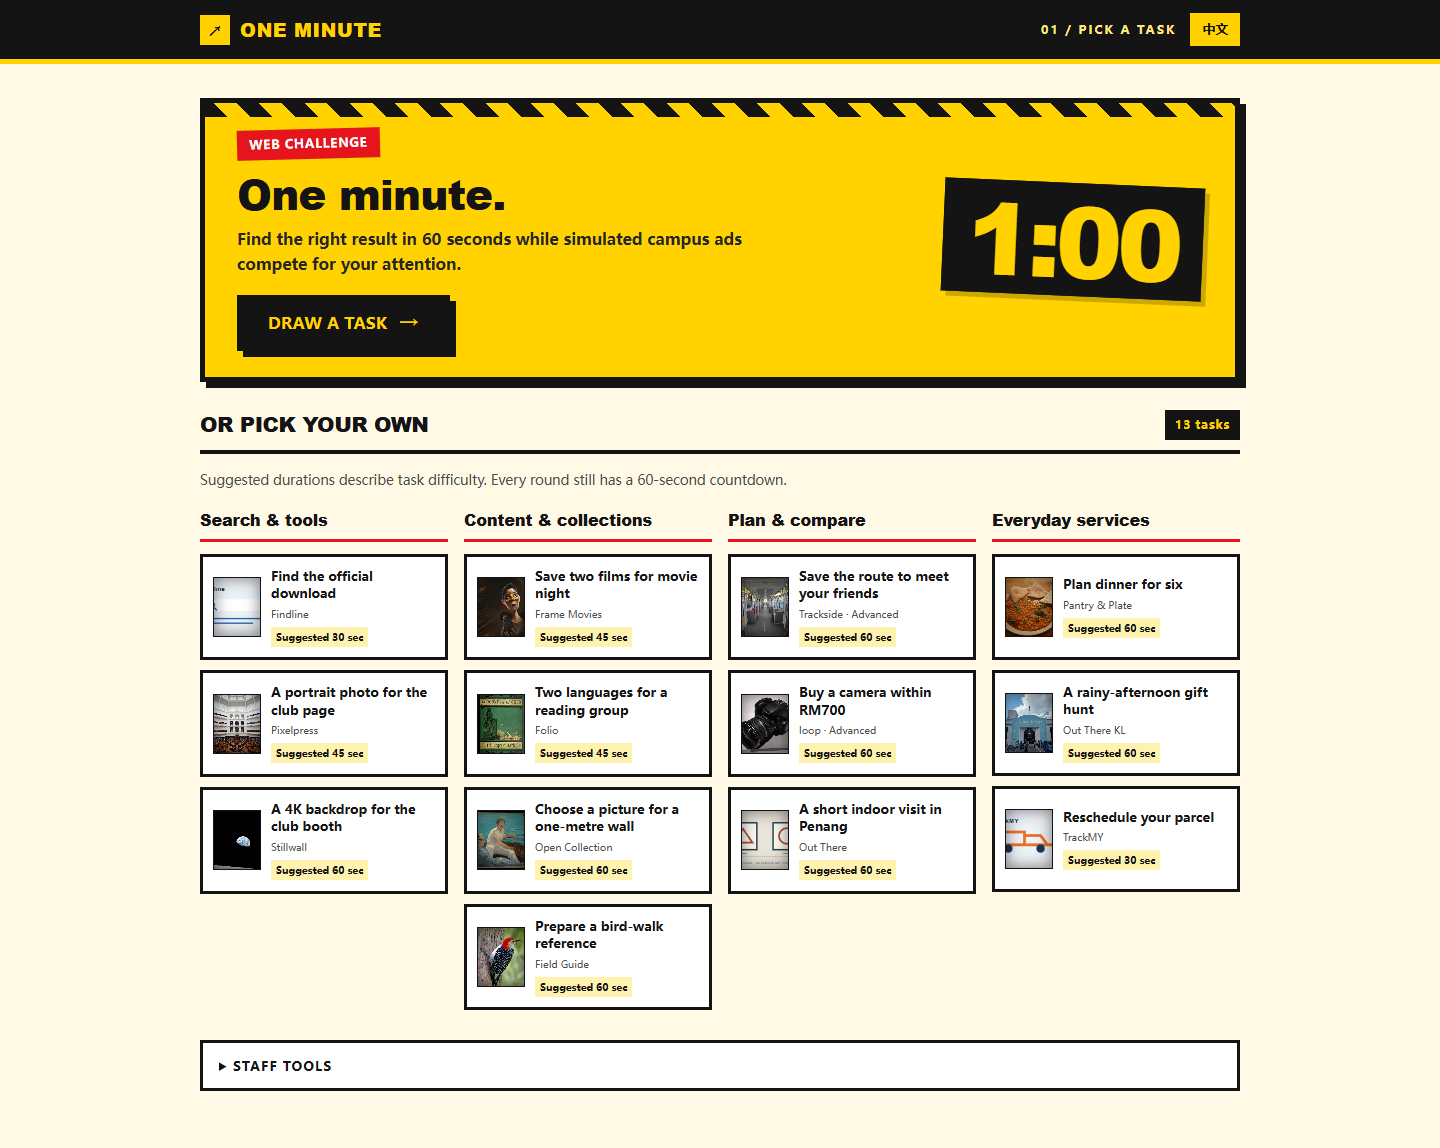 ONE MINUTE
01 / PICK A TASK
中文
WEB CHALLENGE
One minute.
Find the right result in 60 seconds while simulated campus ads
compete for your attention.
DRAW A TASK →
1:00
OR PICK YOUR OWN
13 tasks
Suggested durations describe task difficulty. Every round still has a 60-second countdown.
Search & tools
Find the official
download
Findline
Suggested 30 sec
A portrait photo for the
club page
Pixelpress
Suggested 45 sec
A 4K backdrop for the
club booth
Stillwall
Suggested 60 sec
Content & collections
Save two films for movie
night
Frame Movies
Suggested 45 sec
Two languages for a
reading group
Folio
Suggested 45 sec
Choose a picture for a
one-metre wall
Open Collection
Suggested 60 sec
Prepare a bird-walk
reference
Field Guide
Suggested 60 sec
Plan & compare
Save the route to meet
your friends
Trackside · Advanced
Suggested 60 sec
Buy a camera within
RM700
loop · Advanced
Suggested 60 sec
A short indoor visit in
Penang
Out There
Suggested 60 sec
Everyday services
Plan dinner for six
Pantry & Plate
Suggested 60 sec
A rainy-afternoon gift
hunt
Out There KL
Suggested 60 sec
Reschedule your parcel
TrackMY
Suggested 30 sec
▶ STAFF TOOLS